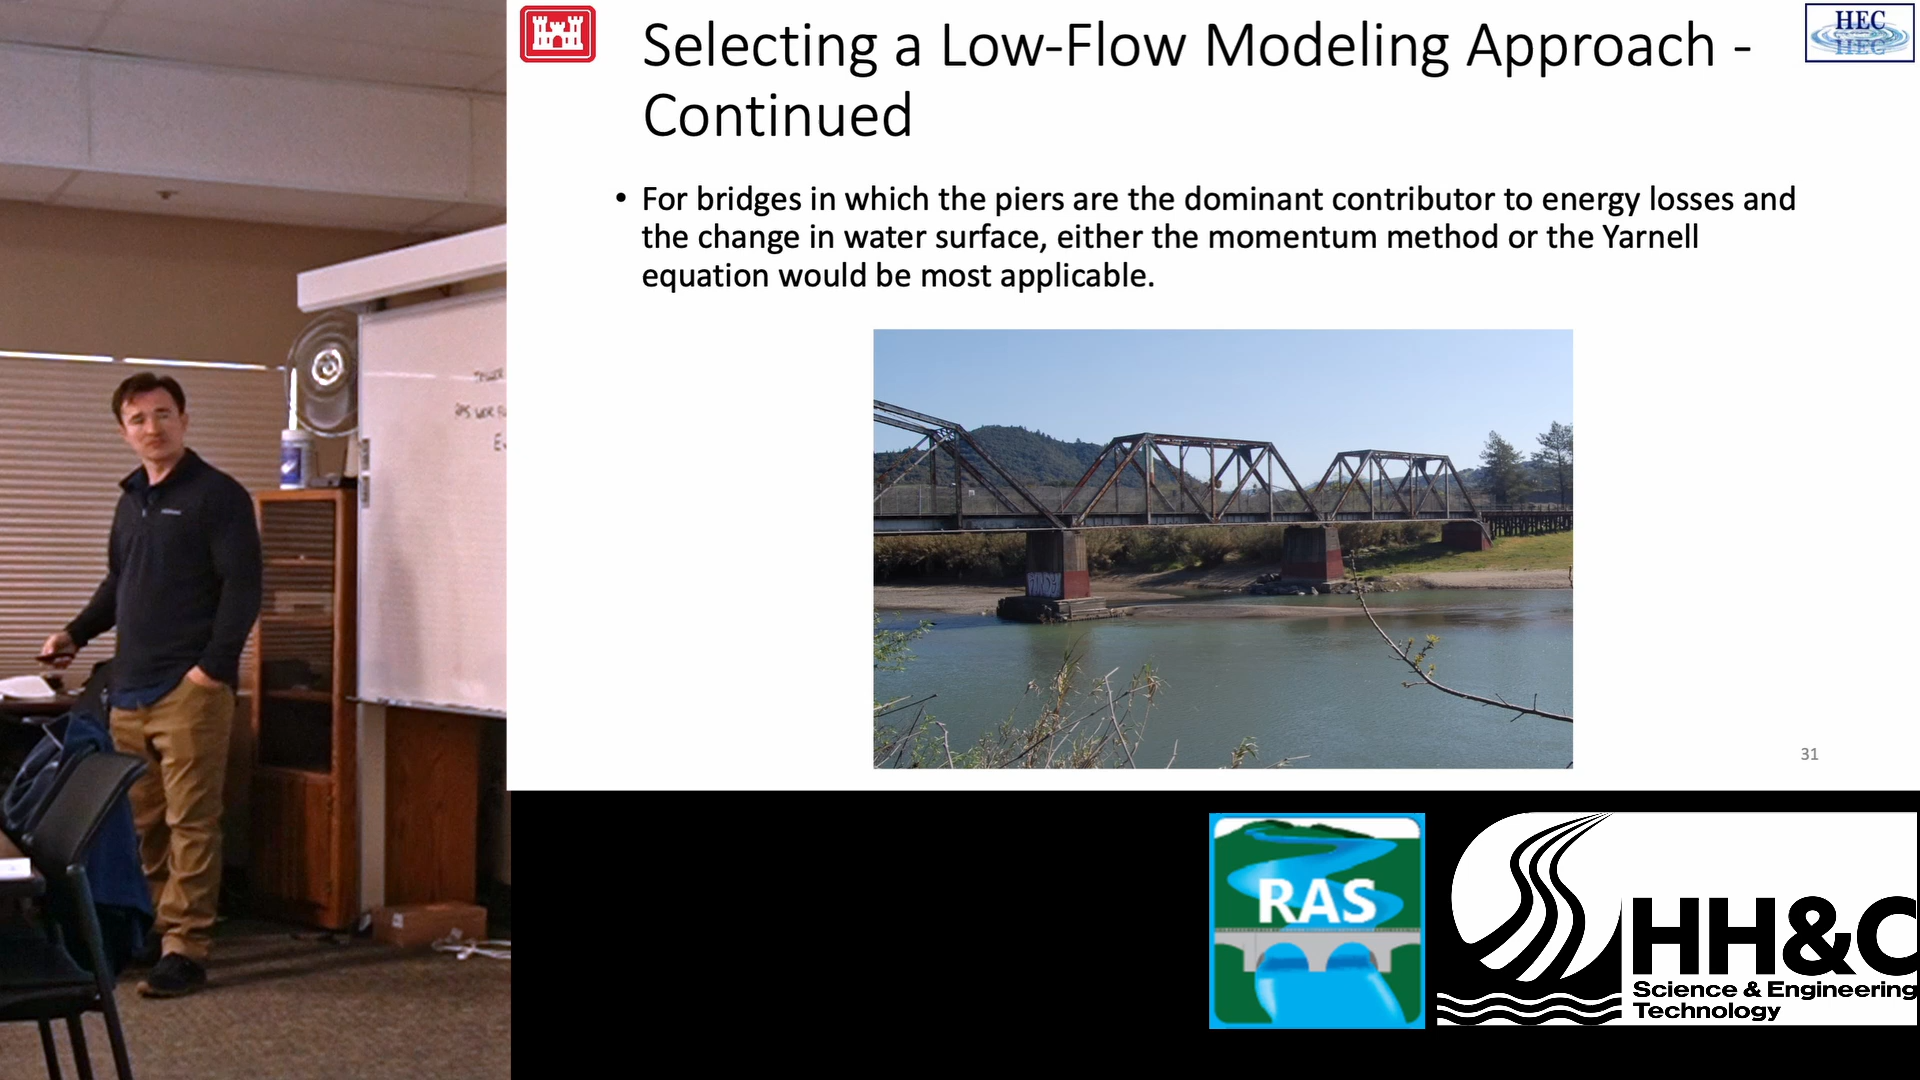 Selecting a Low-Flow Modeling Approach -
Continued
HEC
• For bridges in which the piers are the dominant contributor to energy losses and
the change in water surface, either the momentum method or the Yarnell
equation would be most applicable.
31
RAS
HH&C
Science & Engineering
Technology